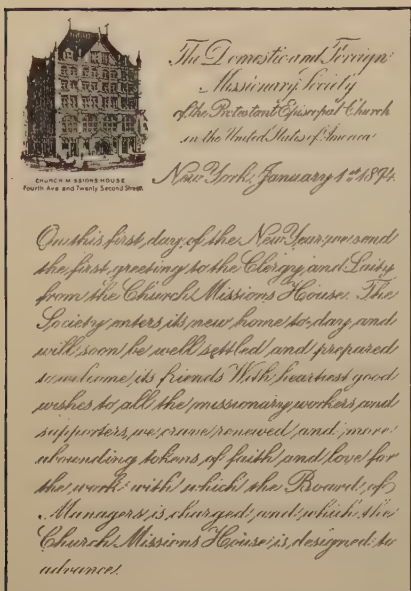 The Domestic and Foreign
Missionary Society
of the Protestant Episcopal Church
in the United States of America
CHURCH MISSIONS HOUSE
Fourth Ave and Twenty Second Street.
New York, January 1st 1894.
On this first day of the New Year we send
the first greeting to the Clergy and Laity
from the Church Missions House. The
Society enters its new home to-day and
will soon be well settled and prepared
to welcome its friends With heartiest good
wishes to all the missionary workers and
supporters, we crave renewed and more
abounding tokens of faith and love for
the work with which the Board of
Managers is charged, and which the
Church Missions House is designed to
advance.